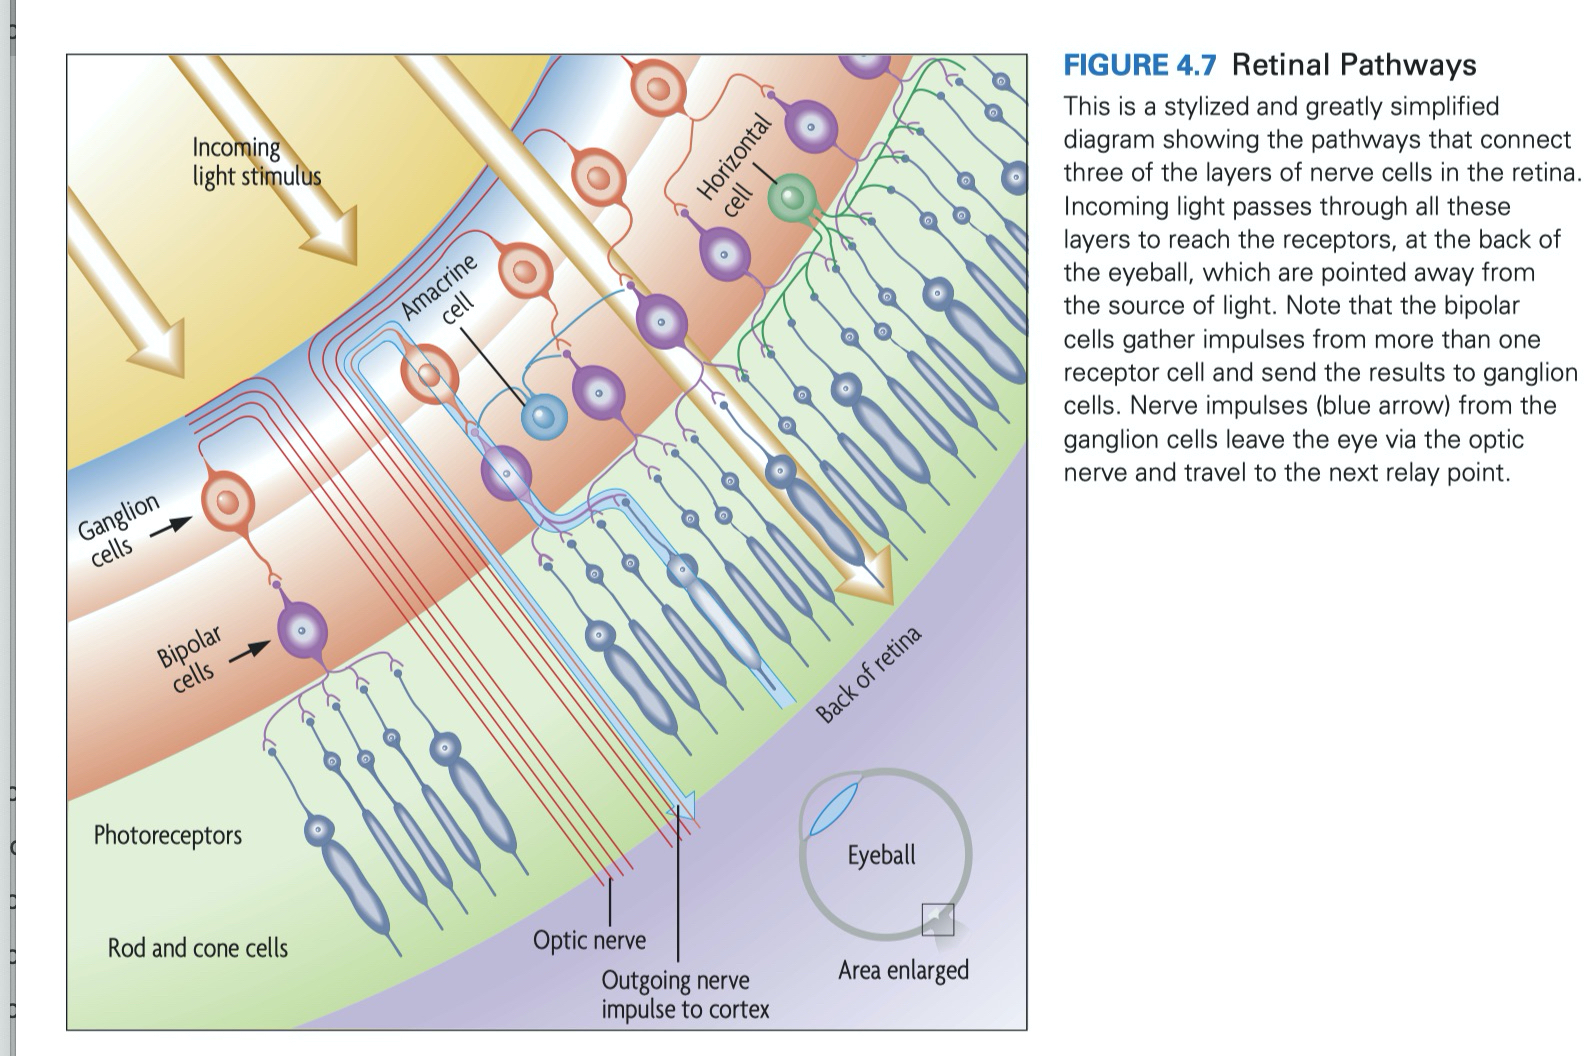 FIGURE 4.7 Retinal Pathways
This is a stylized and greatly simplified
diagram showing the pathways that connect
three of the layers of nerve cells in the retina.
Incoming light passes through all these
layers to reach the receptors, at the back of
the eyeball, which are pointed away from
the source of light. Note that the bipolar
cells gather impulses from more than one
receptor cell and send the results to ganglion
cells. Nerve impulses (blue arrow) from the
ganglion cells leave the eye via the optic
nerve and travel to the next relay point.
Incoming
light stimulus
Horizontal
cell
Amacrine
cell
Ganglion
cells
Bipolar
cells
Back of retina
Photoreceptors
Rod and cone cells
Optic nerve
Outgoing nerve
impulse to cortex
Eyeball
Area enlarged